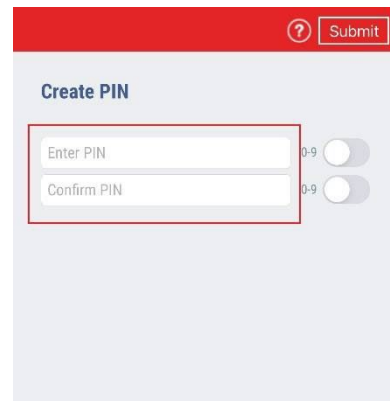 ? Submit
Create PIN
Enter PIN 0-9
Confirm PIN 0-9